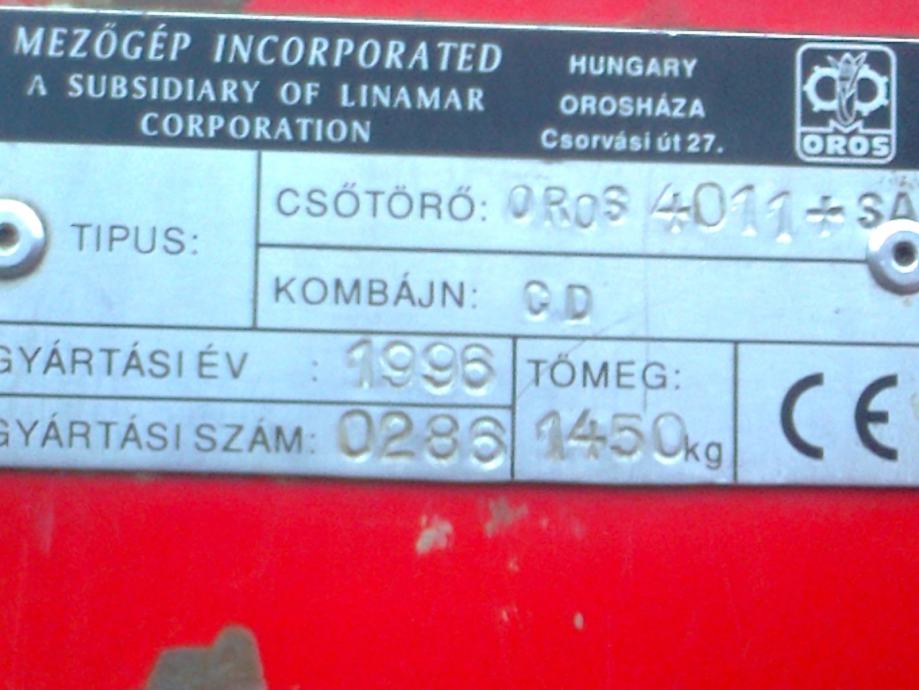 MEZŐGÉP INCORPORATED
A SUBSIDIARY OF LINAMAR
CORPORATION
HUNGARY
OROSHÁZA
Csorvási út 27.
OROS
TIPUS:
CSŐTÖRŐ: OROS 4011+SA
KOMBÁJN: CD
GYÁRTÁSI ÉV : 1996
GYÁRTÁSI SZÁM: 0286
TÖMEG:
1450kg
CE